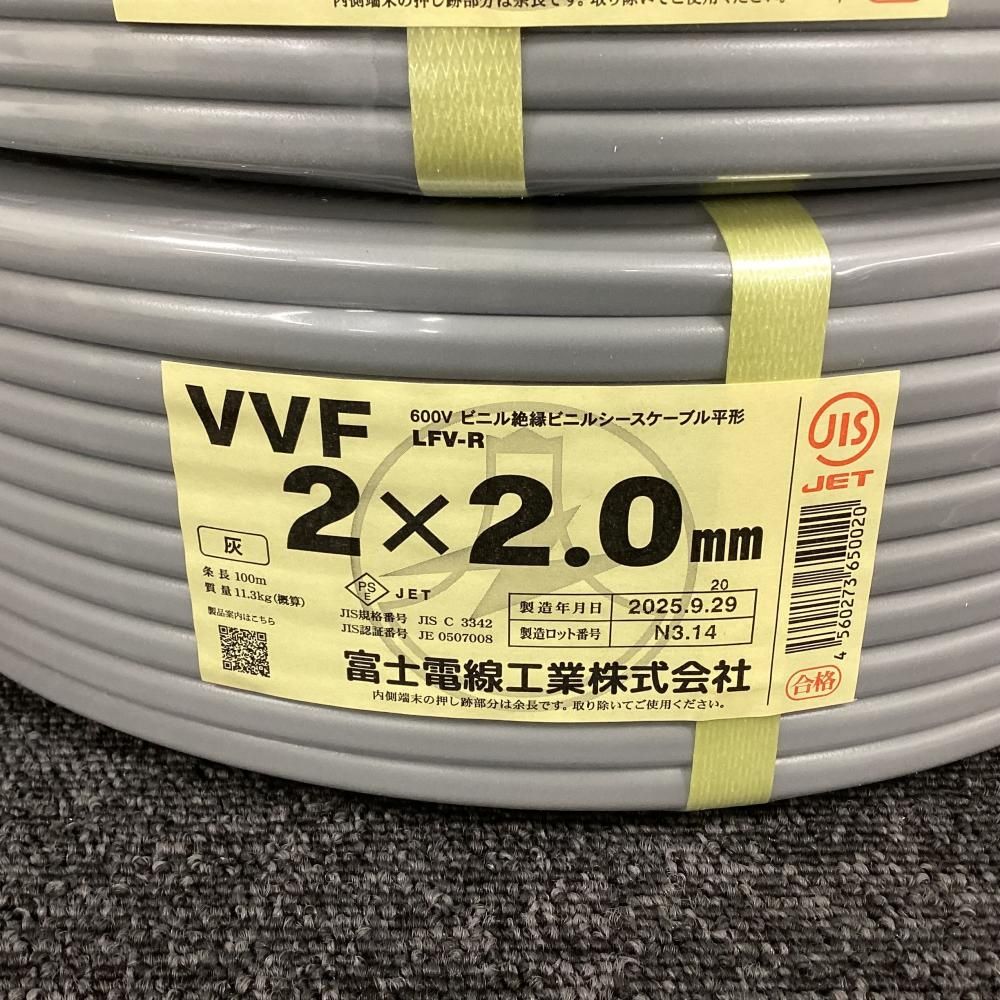 内側端末の押し跡部分は余長です。取り除いてご使用ください。
VVF
600V ビニル絶縁ビニルシースケーブル平形
LFV-R
2×2.0mm
灰
条長 100m
質量 11.3kg(概算)
製品案内はこちら
PS
E
JET
JIS規格番号 JIS C 3342
JIS認証番号 JE 0507008
20
製造年月日 2025.9.29
製造ロット番号 N3.14
富士電線工業株式会社
内側端末の押し跡部分は余長です。取り除いてご使用ください。
JIS
JET
4 560273 650020
合格